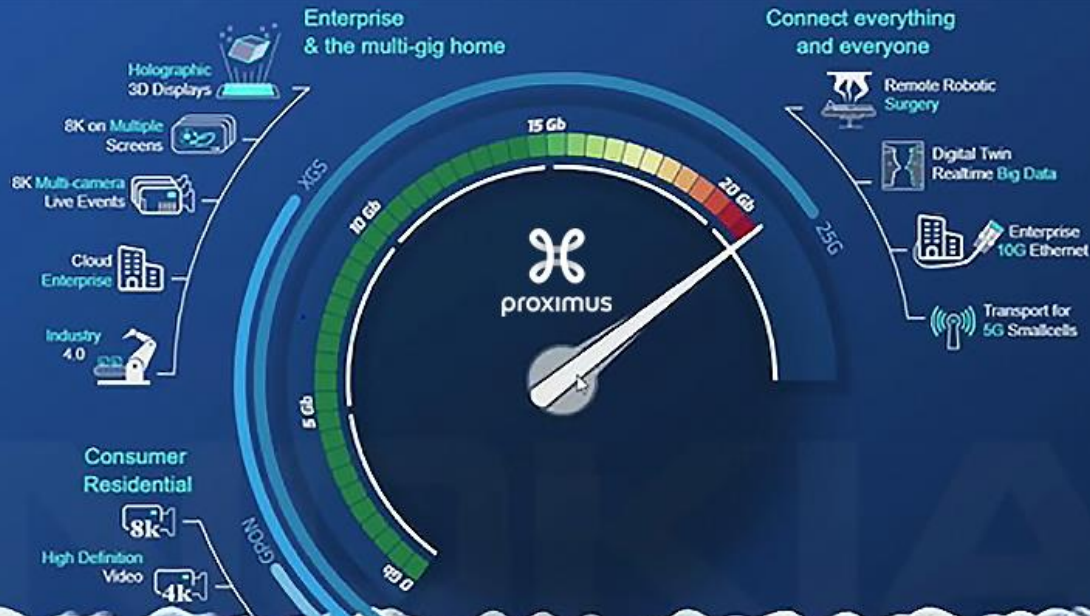 Enterprise
& the multi-gig home
Connect everything
and everyone
Holographic
3D Displays
8K on Multiple
Screens
8K Multi-camera
Live Events
Cloud
Enterprise
Industry
4.0
Consumer
Residential
8k
High Definition
Video
4k
GPON
XGS
25G
0 Gb
5 Gb
10 Gb
15 Gb
20 Gb
proximus
Remote Robotic
Surgery
Digital Twin
Realtime Big Data
Enterprise
10G Ethernet
Transport for
5G Smallcells
NOKIA